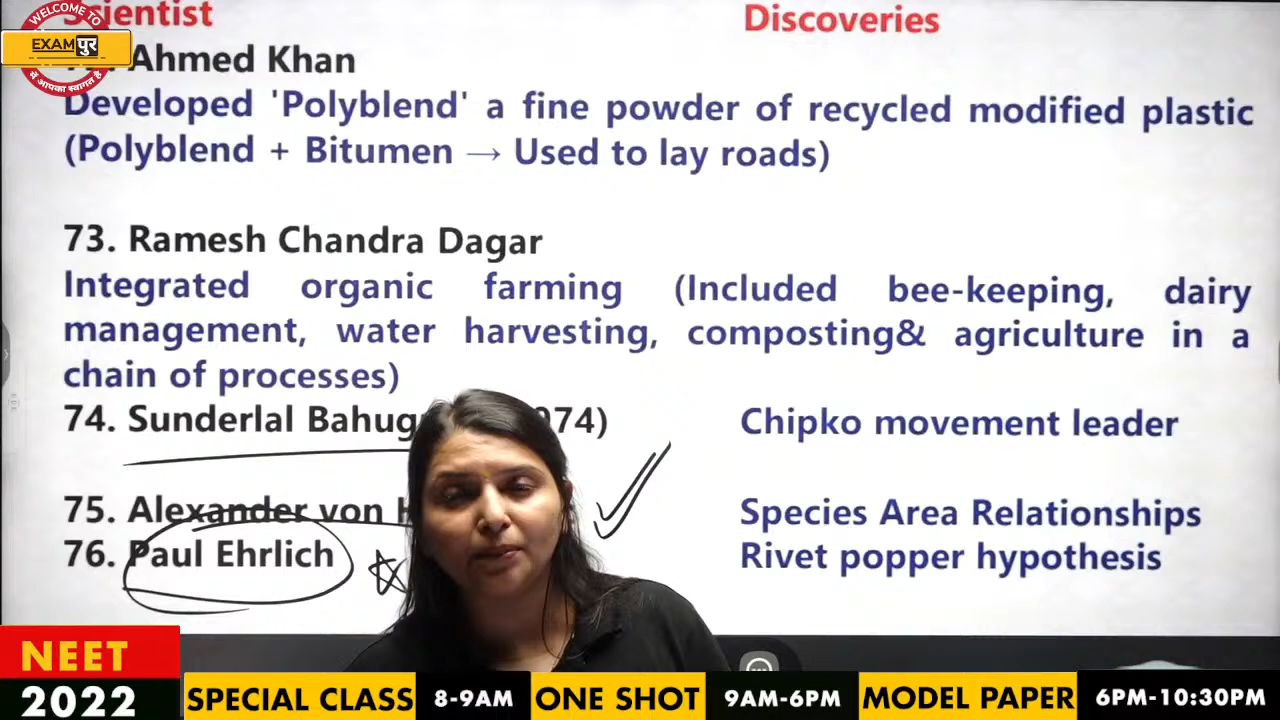 Scientist Discoveries
WELCOME TO
EXAMपुर
में आपका स्वागत है
Ahmed Khan
Developed 'Polyblend' a fine powder of recycled modified plastic
(Polyblend + Bitumen → Used to lay roads)
73. Ramesh Chandra Dagar
Integrated organic farming (Included bee-keeping, dairy
management, water harvesting, composting& agriculture in a
chain of processes)
74. Sunderlal 974) Chipko movement leader
75. Alexander von Species Area Relationships
76. Paul Ehrlich Rivet popper hypothesis
NEET
2022
SPECIAL CLASS 8-9AM ONE SHOT 9AM-6PM MODEL PAPER 6PM-10:30PM